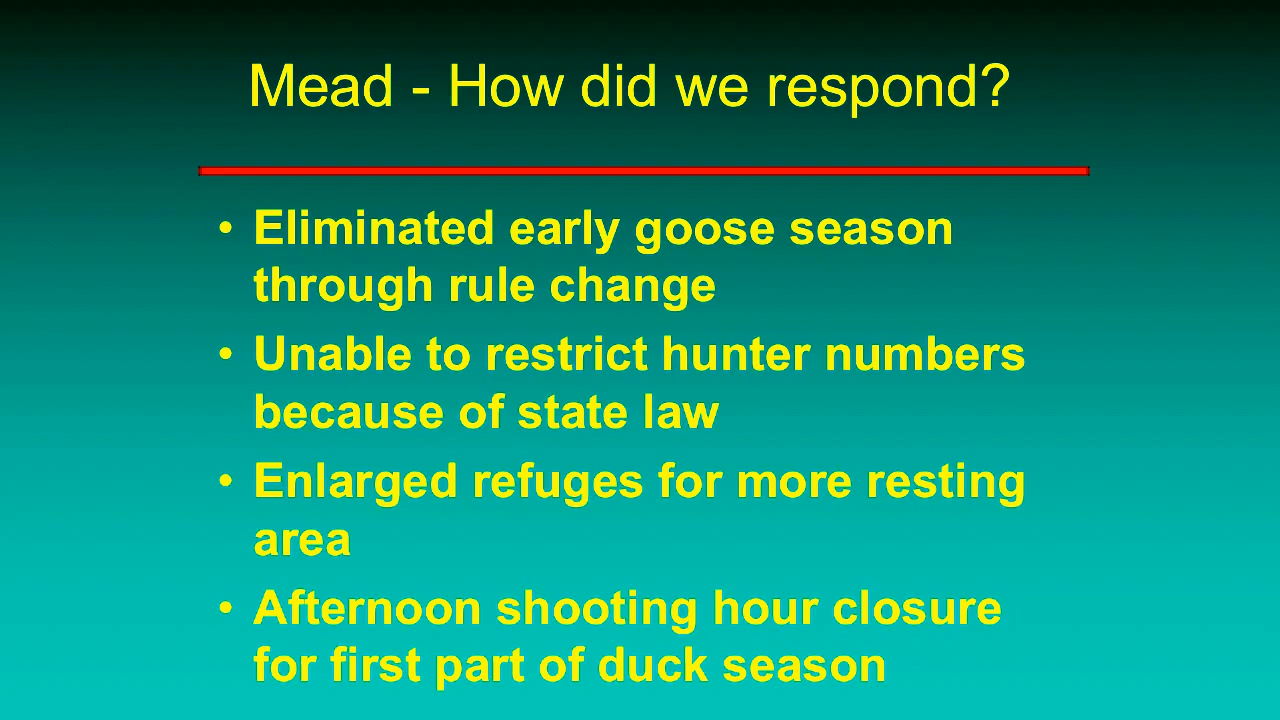 Mead - How did we respond?
• Eliminated early goose season
through rule change
• Unable to restrict hunter numbers
because of state law
• Enlarged refuges for more resting
area
• Afternoon shooting hour closure
for first part of duck season